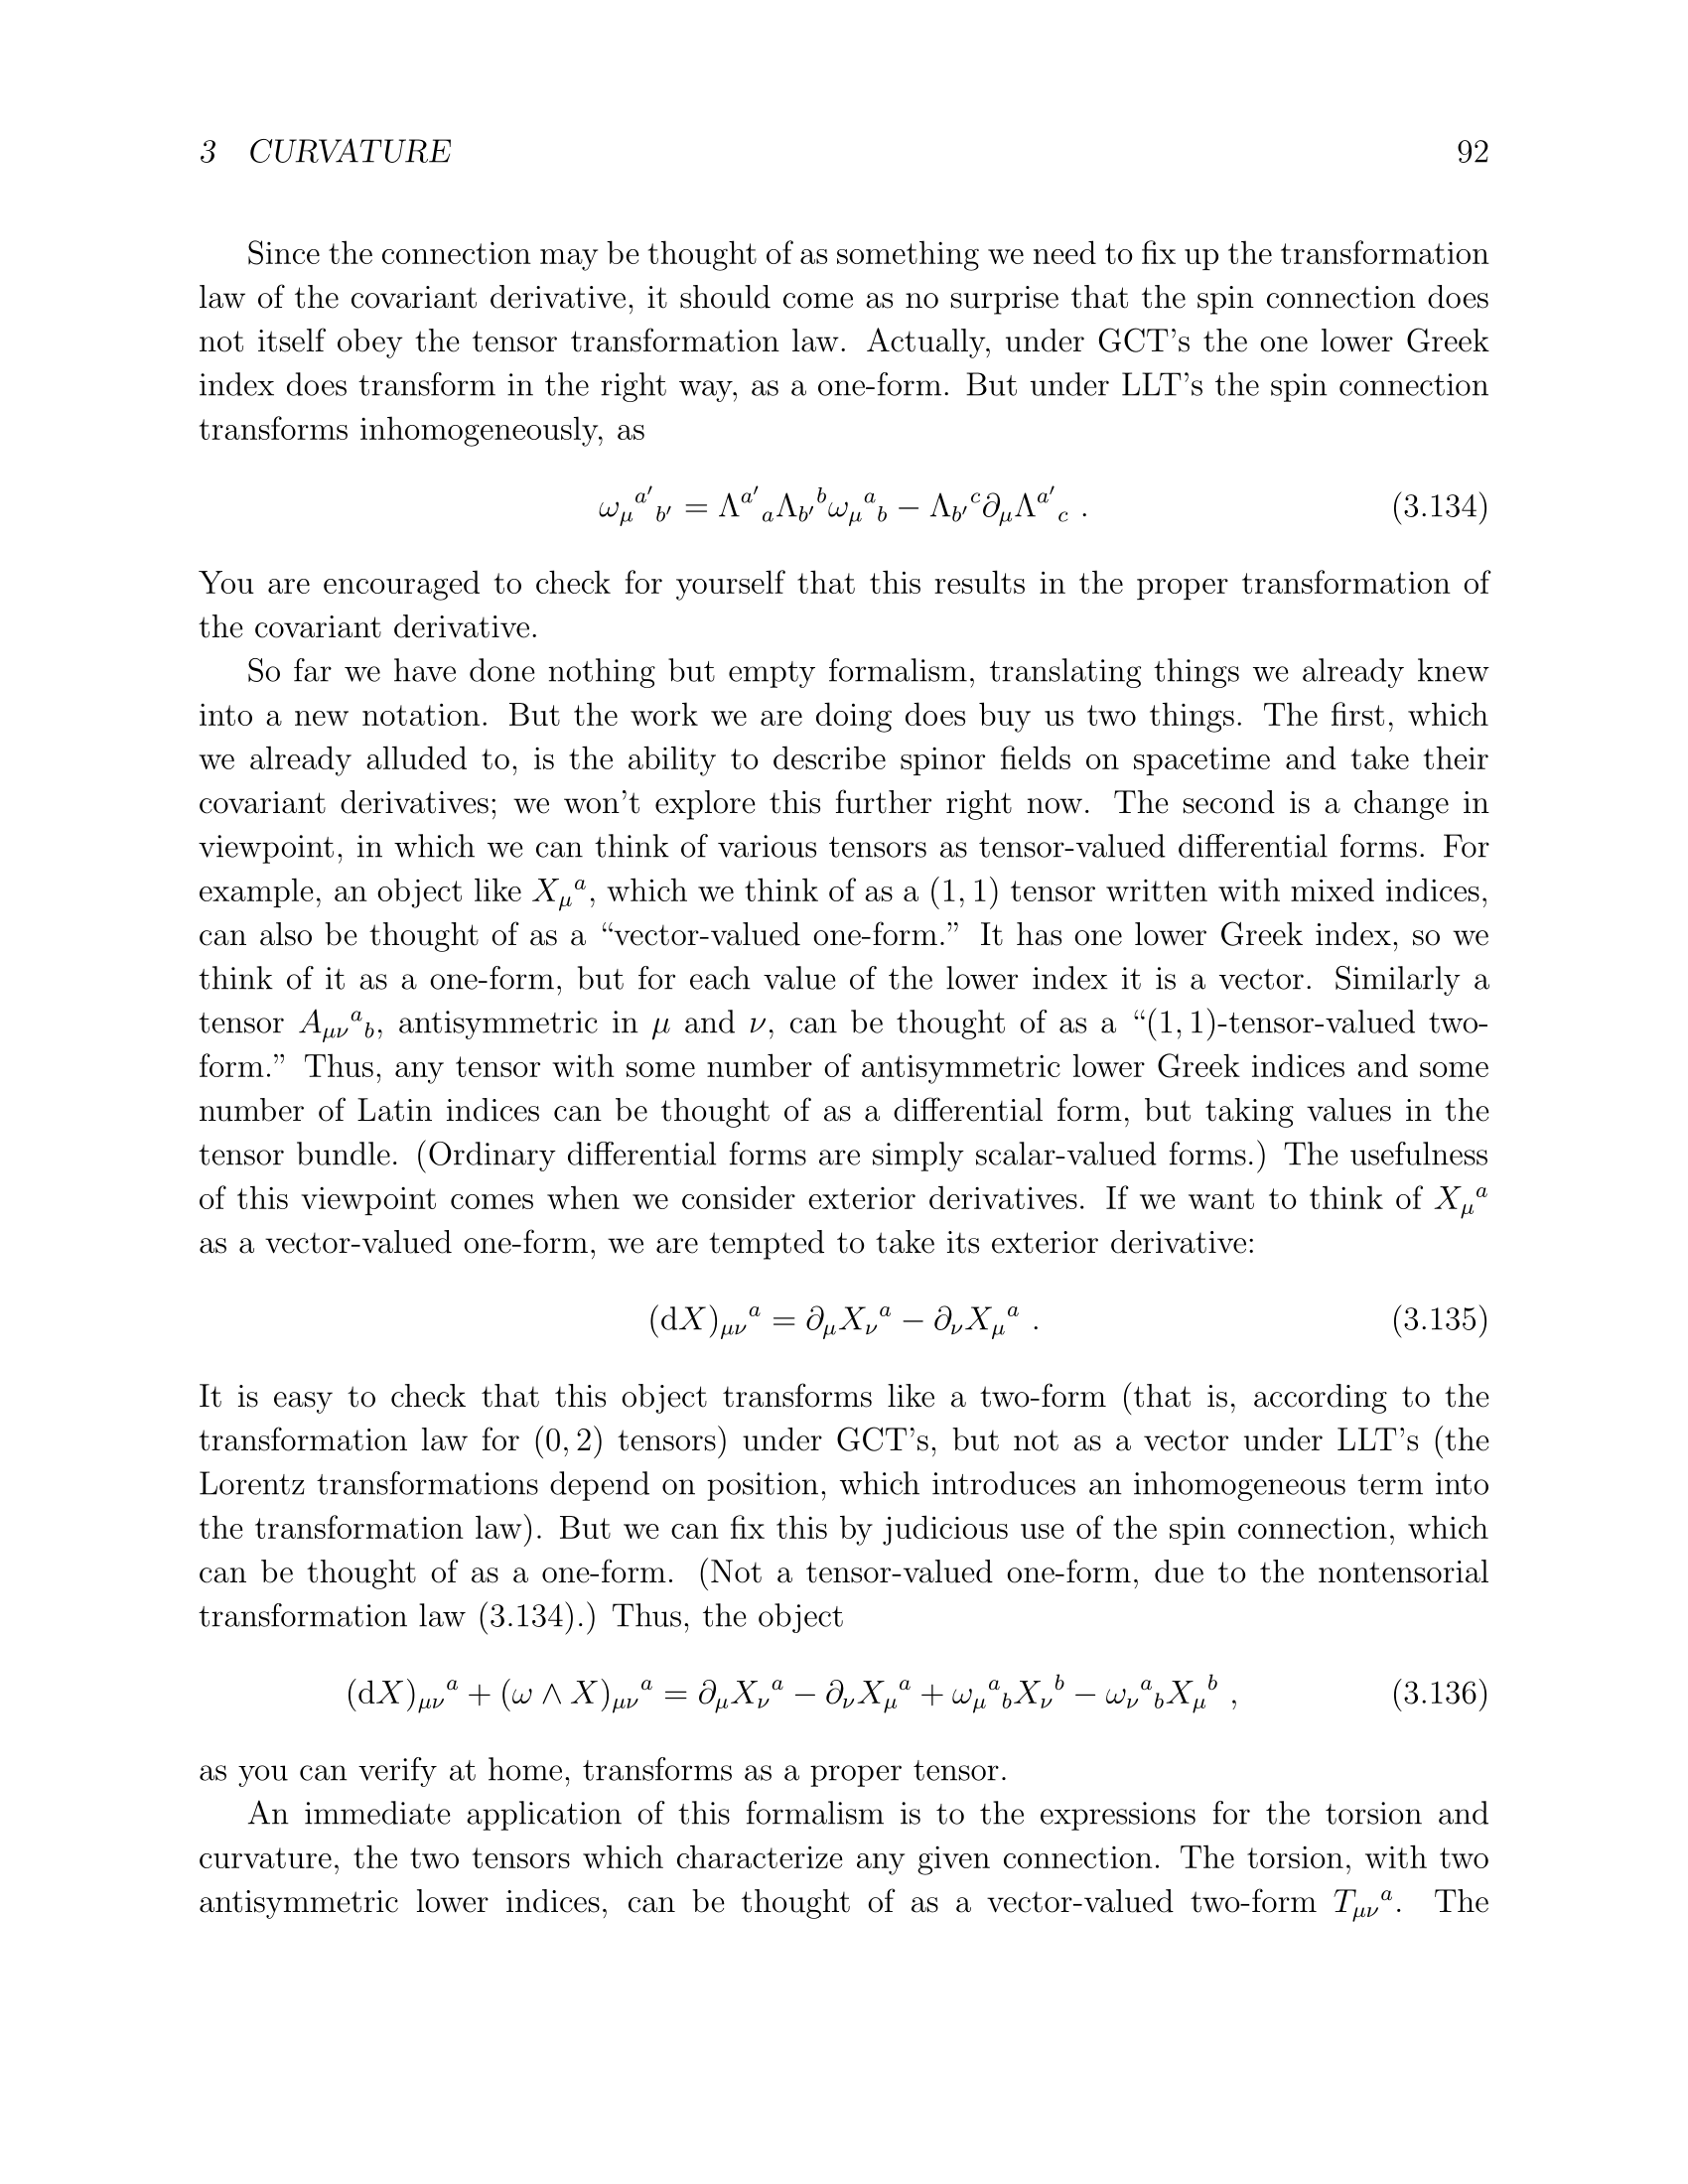 3 CURVATURE 92
Since the connection may be thought of as something we need to fix up the transformation
law of the covariant derivative, it should come as no surprise that the spin connection does
not itself obey the tensor transformation law. Actually, under GCT's the one lower Greek
index does transform in the right way, as a one-form. But under LLT's the spin connection
transforms inhomogeneously, as
$\omega_\mu{}^{a'}{}_{b'} = \Lambda^{a'}{}_a \Lambda_{b'}{}^b \omega_\mu{}^a{}_b - \Lambda_{b'}{}^c \partial_\mu \Lambda^{a'}{}_c$ . (3.134)
You are encouraged to check for yourself that this results in the proper transformation of
the covariant derivative.
So far we have done nothing but empty formalism, translating things we already knew
into a new notation. But the work we are doing does buy us two things. The first, which
we already alluded to, is the ability to describe spinor fields on spacetime and take their
covariant derivatives; we won't explore this further right now. The second is a change in
viewpoint, in which we can think of various tensors as tensor-valued differential forms. For
example, an object like $X_\mu{}^a$, which we think of as a (1, 1) tensor written with mixed indices,
can also be thought of as a “vector-valued one-form.” It has one lower Greek index, so we
think of it as a one-form, but for each value of the lower index it is a vector. Similarly a
tensor $A_{\mu\nu}{}^a{}_b$, antisymmetric in $\mu$ and $\nu$, can be thought of as a “(1, 1)-tensor-valued two-
form.” Thus, any tensor with some number of antisymmetric lower Greek indices and some
number of Latin indices can be thought of as a differential form, but taking values in the
tensor bundle. (Ordinary differential forms are simply scalar-valued forms.) The usefulness
of this viewpoint comes when we consider exterior derivatives. If we want to think of $X_\mu{}^a$
as a vector-valued one-form, we are tempted to take its exterior derivative:
$(\mathrm{d}X)_{\mu\nu}{}^a = \partial_\mu X_\nu{}^a - \partial_\nu X_\mu{}^a$ . (3.135)
It is easy to check that this object transforms like a two-form (that is, according to the
transformation law for (0, 2) tensors) under GCT's, but not as a vector under LLT's (the
Lorentz transformations depend on position, which introduces an inhomogeneous term into
the transformation law). But we can fix this by judicious use of the spin connection, which
can be thought of as a one-form. (Not a tensor-valued one-form, due to the nontensorial
transformation law (3.134).) Thus, the object
$(\mathrm{d}X)_{\mu\nu}{}^a + (\omega \wedge X)_{\mu\nu}{}^a = \partial_\mu X_\nu{}^a - \partial_\nu X_\mu{}^a + \omega_\mu{}^a{}_b X_\nu{}^b - \omega_\nu{}^a{}_b X_\mu{}^b$ , (3.136)
as you can verify at home, transforms as a proper tensor.
An immediate application of this formalism is to the expressions for the torsion and
curvature, the two tensors which characterize any given connection. The torsion, with two
antisymmetric lower indices, can be thought of as a vector-valued two-form $T_{\mu\nu}{}^a$. The